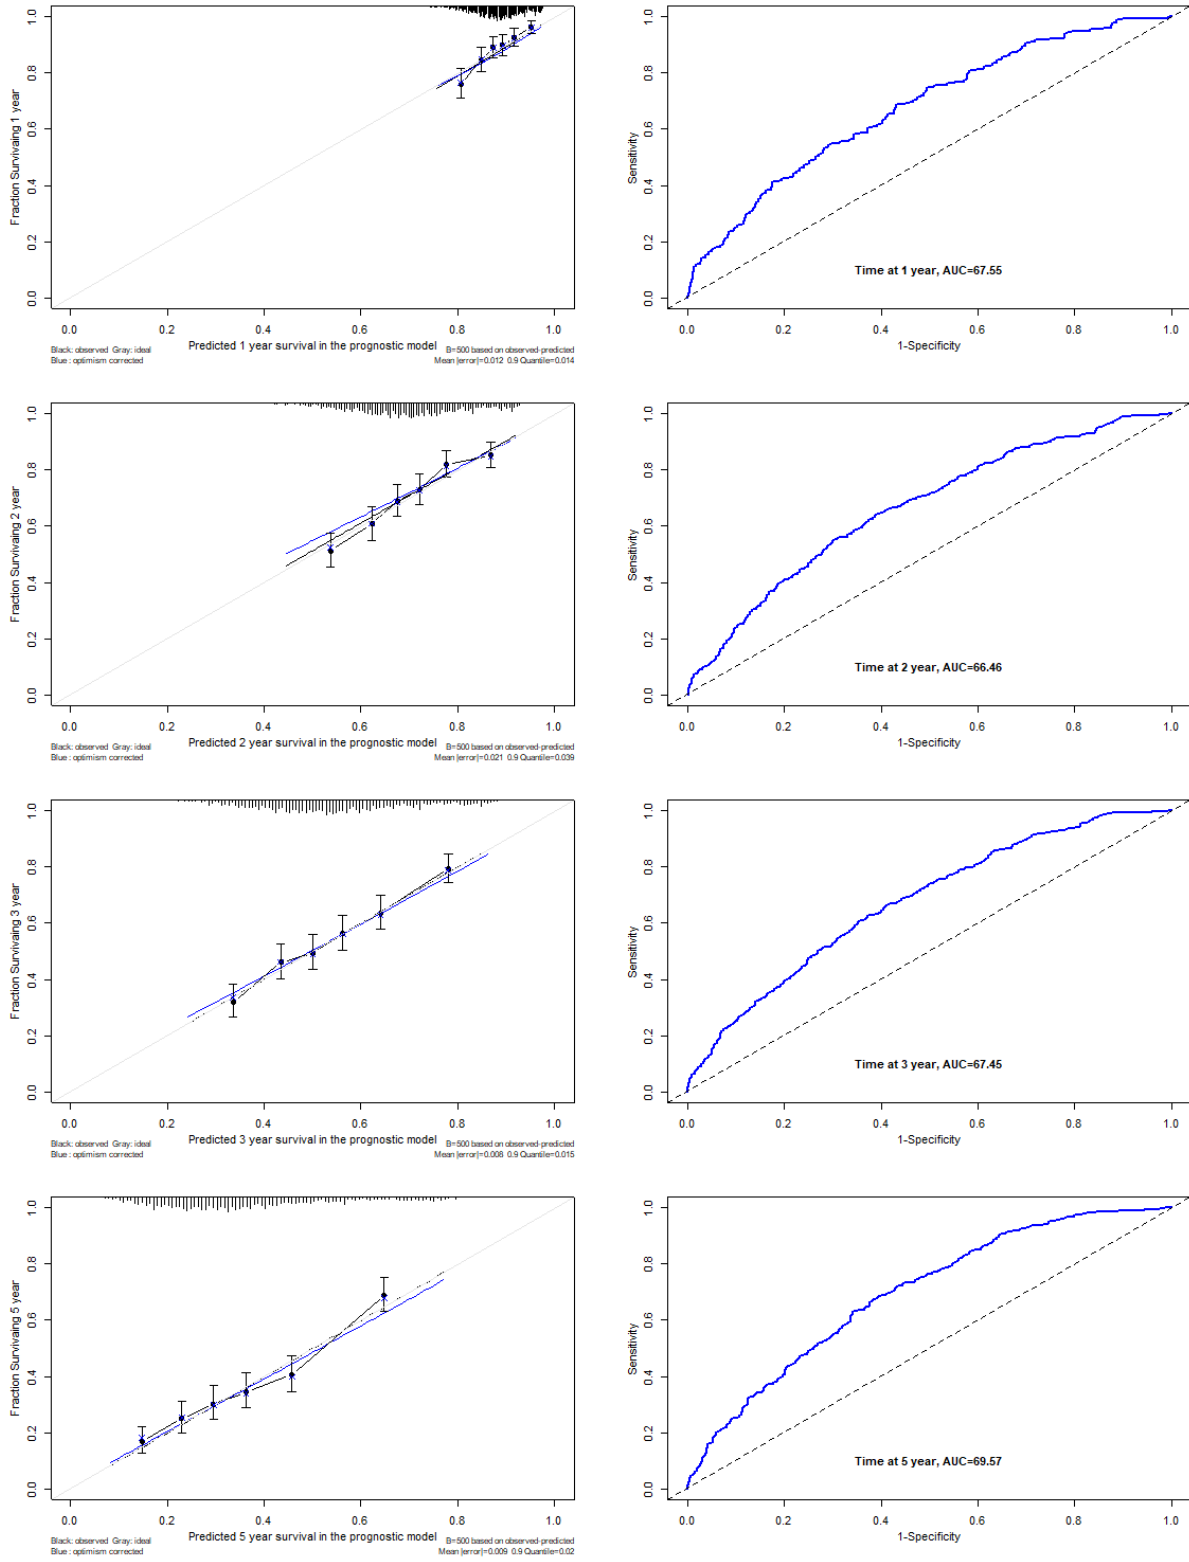 1.0
0.8
0.6
0.4
0.2
0.0
Fraction Survivaing 1 year
0.0 0.2 0.4 0.6 0.8 1.0
Predicted 1 year survival in the prognostic model
Black: observed Gray: ideal
Blue : optimism corrected
B=500 based on observed-predicted
Mean |error|=0.012 0.9 Quantile=0.014
1.0
0.8
0.6
0.4
0.2
0.0
Sensitivity
Time at 1 year, AUC=67.55
0.0 0.2 0.4 0.6 0.8 1.0
1-Specificity
1.0
0.8
0.6
0.4
0.2
0.0
Fraction Survivaing 2 year
0.0 0.2 0.4 0.6 0.8 1.0
Predicted 2 year survival in the prognostic model
Black: observed Gray: ideal
Blue : optimism corrected
B=500 based on observed-predicted
Mean |error|=0.021 0.9 Quantile=0.039
1.0
0.8
0.6
0.4
0.2
0.0
Sensitivity
Time at 2 year, AUC=66.46
0.0 0.2 0.4 0.6 0.8 1.0
1-Specificity
1.0
0.8
0.6
0.4
0.2
0.0
Fraction Survivaing 3 year
0.0 0.2 0.4 0.6 0.8 1.0
Predicted 3 year survival in the prognostic model
Black: observed Gray: ideal
Blue : optimism corrected
B=500 based on observed-predicted
Mean |error|=0.008 0.9 Quantile=0.015
1.0
0.8
0.6
0.4
0.2
0.0
Sensitivity
Time at 3 year, AUC=67.45
0.0 0.2 0.4 0.6 0.8 1.0
1-Specificity
1.0
0.8
0.6
0.4
0.2
0.0
Fraction Survivaing 5 year
0.0 0.2 0.4 0.6 0.8 1.0
Predicted 5 year survival in the prognostic model
Black: observed Gray: ideal
Blue : optimism corrected
B=500 based on observed-predicted
Mean |error|=0.009 0.9 Quantile=0.02
1.0
0.8
0.6
0.4
0.2
0.0
Sensitivity
Time at 5 year, AUC=69.57
0.0 0.2 0.4 0.6 0.8 1.0
1-Specificity